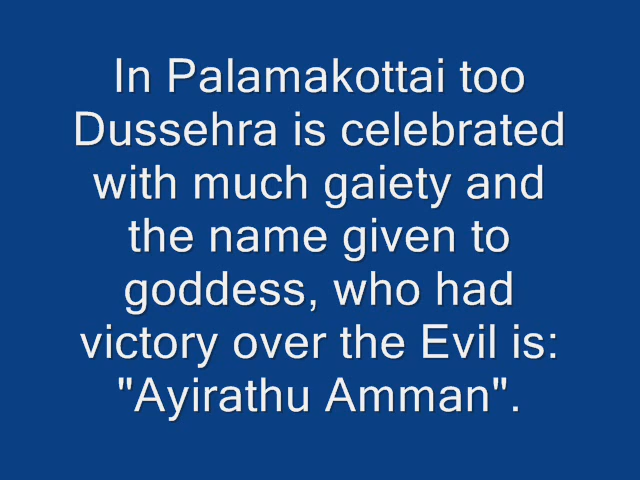 In Palamakottai too
Dussehra is celebrated
with much gaiety and
the name given to
goddess, who had
victory over the Evil is:
"Ayirathu Amman".